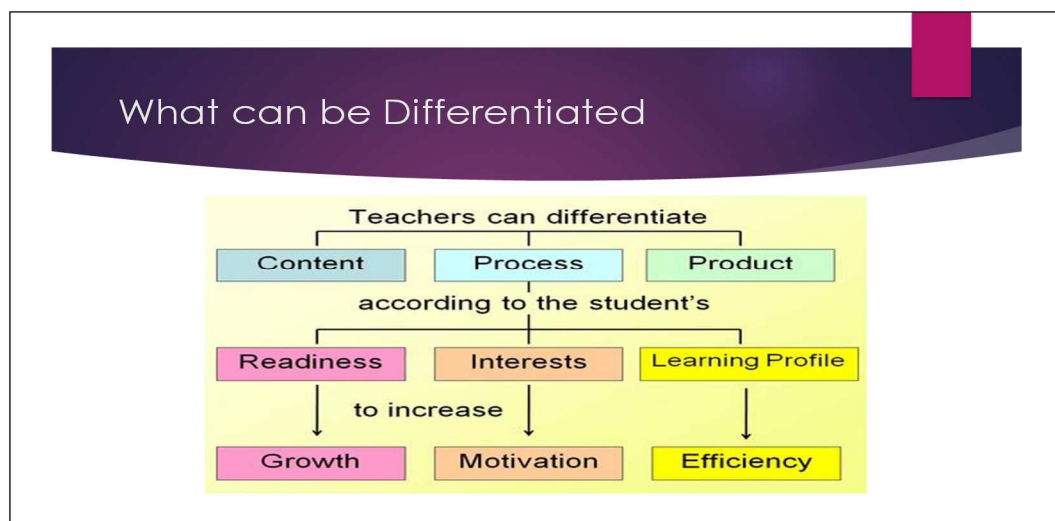 What can be Differentiated
Teachers can differentiate
Content Process Product
according to the student's
Readiness Interests Learning Profile
to increase
Growth Motivation Efficiency